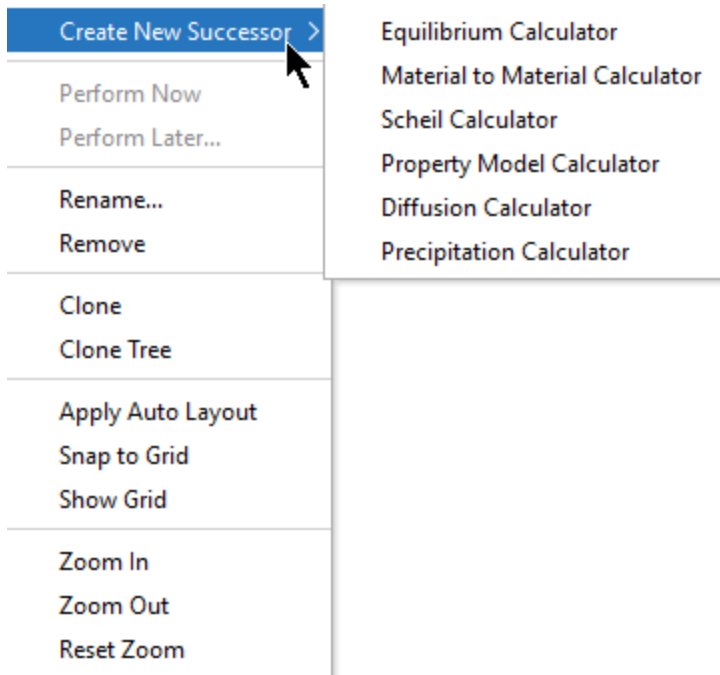 Create New Successor >
Perform Now
Perform Later...
Rename...
Remove
Clone
Clone Tree
Apply Auto Layout
Snap to Grid
Show Grid
Zoom In
Zoom Out
Reset Zoom
Equilibrium Calculator
Material to Material Calculator
Scheil Calculator
Property Model Calculator
Diffusion Calculator
Precipitation Calculator